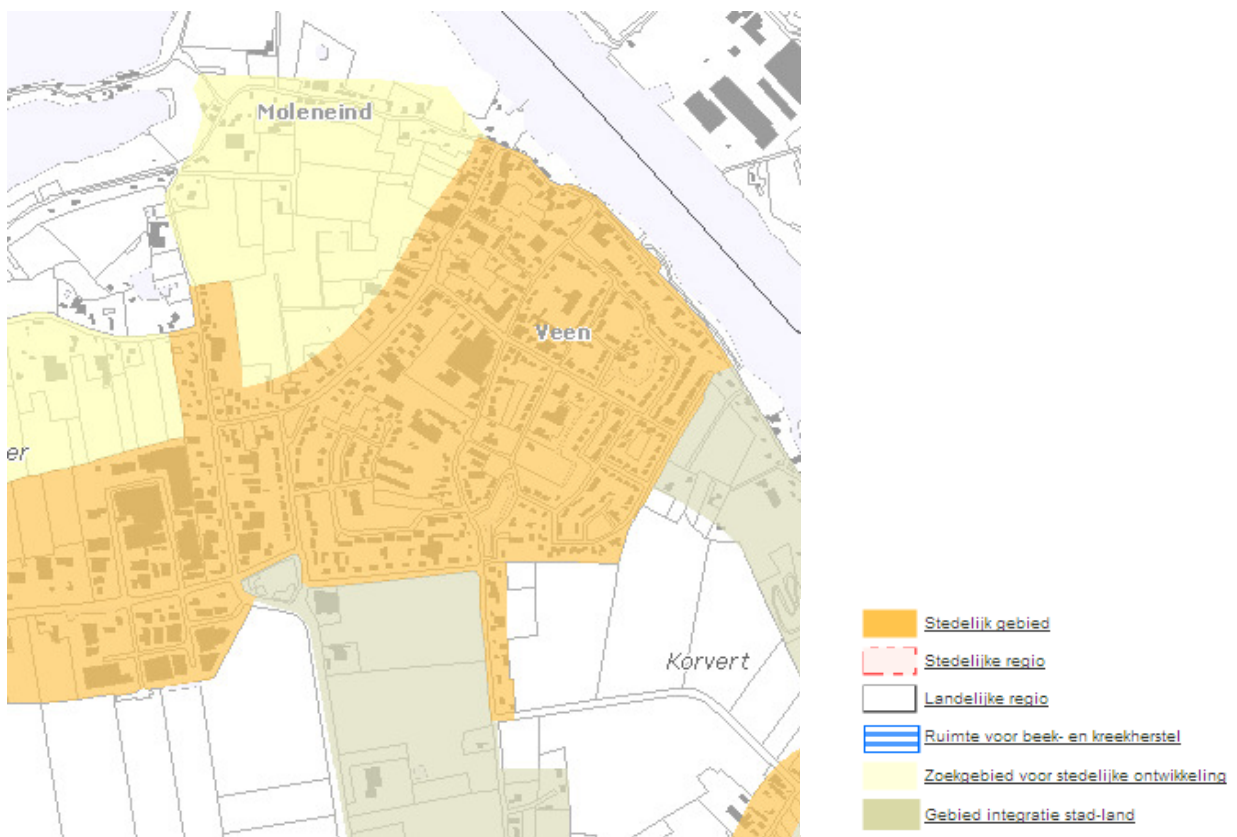 Moleneind
Veen
er
Korvert
Stedelijk gebied
Stedelijke regio
Landelijke regio
Ruimte voor beek- en kreekherstel
Zoekgebied voor stedelijke ontwikkeling
Gebied integratie stad-land